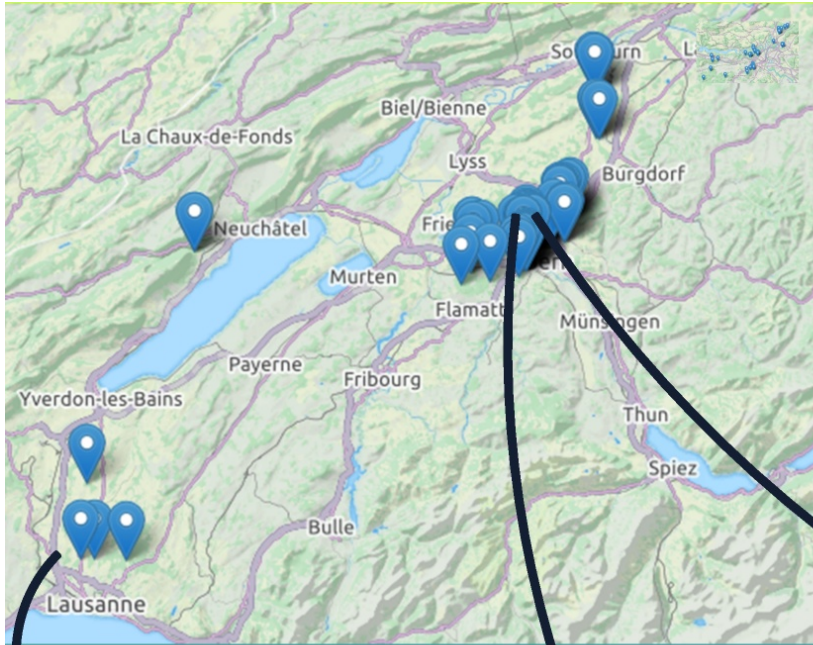 Biel/Bienne
La Chaux-de-Fonds
Lyss
Burgdorf
Neuchâtel
Murten
Münsingen
Payerne
Fribourg
Yverdon-les-Bains
Thun
Spiez
Bulle
Lausanne